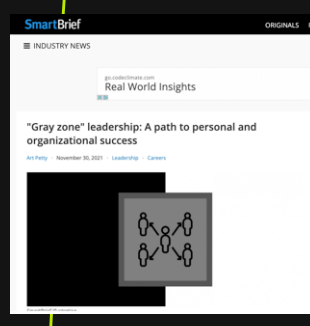 SmartBrief
ORIGINALS
≡ INDUSTRY NEWS
go.codeclimate.com
Real World Insights
"Gray zone" leadership: A path to personal and
organizational success
Art Petty · November 30, 2021 · Leadership · Careers